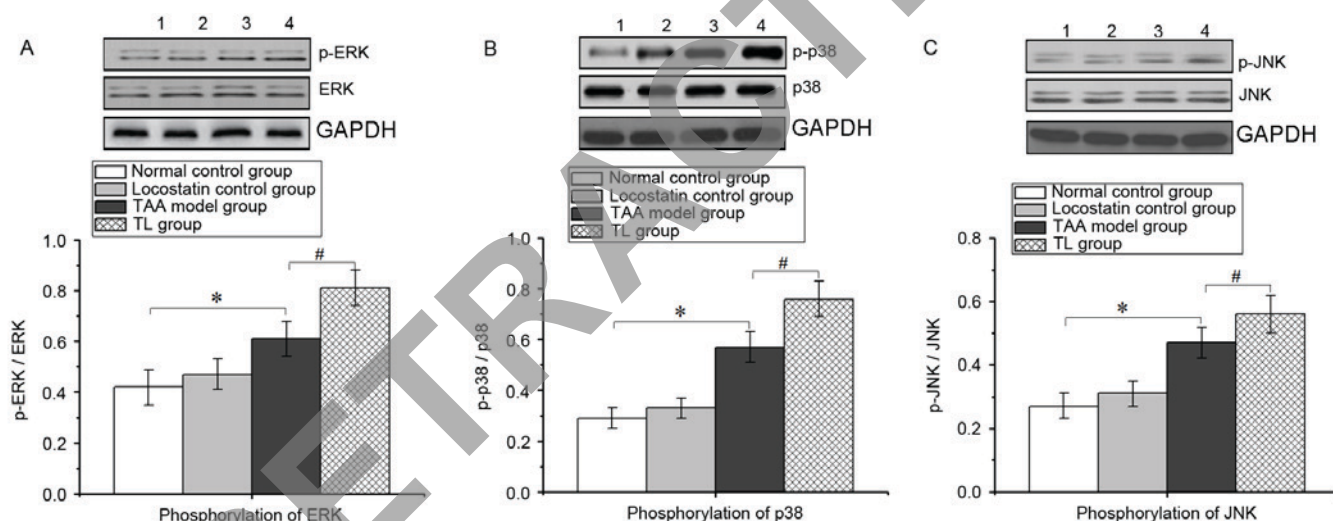 A
1 2 3 4
p-ERK
ERK
GAPDH
Normal control group
Locostatin control group
TAA model group
TL group
1.0
0.8
0.6
0.4
0.2
0.0
p-ERK / ERK
*
#
Phosphorylation of ERK
B
1 2 3 4
p-p38
p38
GAPDH
Normal control group
Locostatin control group
TAA model group
TL group
1.0
0.8
0.6
0.4
0.2
0.0
p-p38 / p38
*
#
Phosphorylation of p38
C
1 2 3 4
p-JNK
JNK
GAPDH
Normal control group
Locostatin control group
TAA model group
TL group
0.8
0.6
0.4
0.2
0.0
p-JNK / JNK
*
#
Phosphorylation of JNK
ETRACT